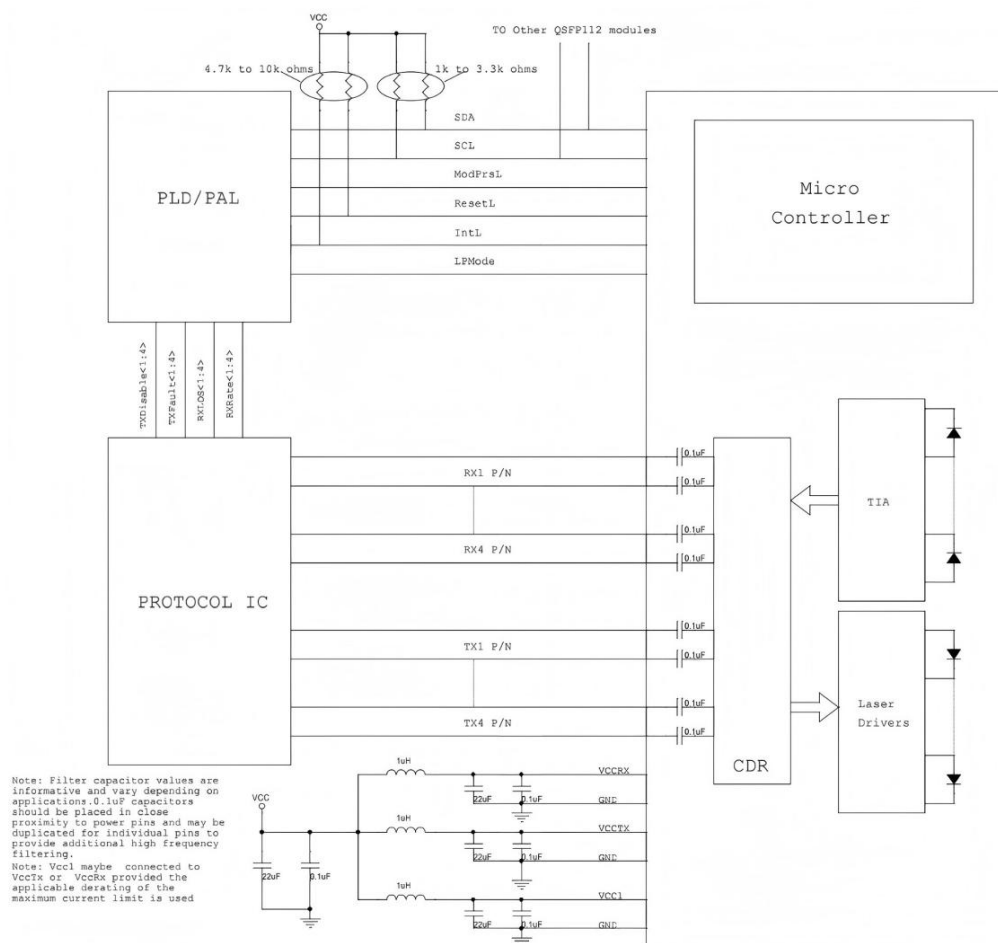 VCC
TO Other QSFP112 modules
4.7k to 10k ohms
1k to 3.3k ohms
SDA
SCL
ModPrsL
ResetL
IntL
LPMode
PLD/PAL
Micro
Controller
TXDisable<1:4>
TXFault<1:4>
RXLOS<1:4>
RXRate<1:4>
0.1uF
RX1 P/N
0.1uF
0.1uF
RX4 P/N
0.1uF
TIA
PROTOCOL IC
0.1uF
TX1 P/N
0.1uF
0.1uF
TX4 P/N
0.1uF
Laser
Drivers
CDR
Note: Filter capacitor values are
informative and vary depending on
applications.0.1uF capacitors
should be placed in close
proximity to power pins and may be
duplicated for individual pins to
provide additional high frequency
filtering.
Note: Vcc1 maybe connected to
VccTx or VccRx provided the
applicable derating of the
maximum current limit is used
VCC
22uF
0.1uF
1uH
VCCRX
22uF
0.1uF
GND
1uH
VCCTX
22uF
0.1uF
GND
1uH
VCC1
22uF
0.1uF
GND